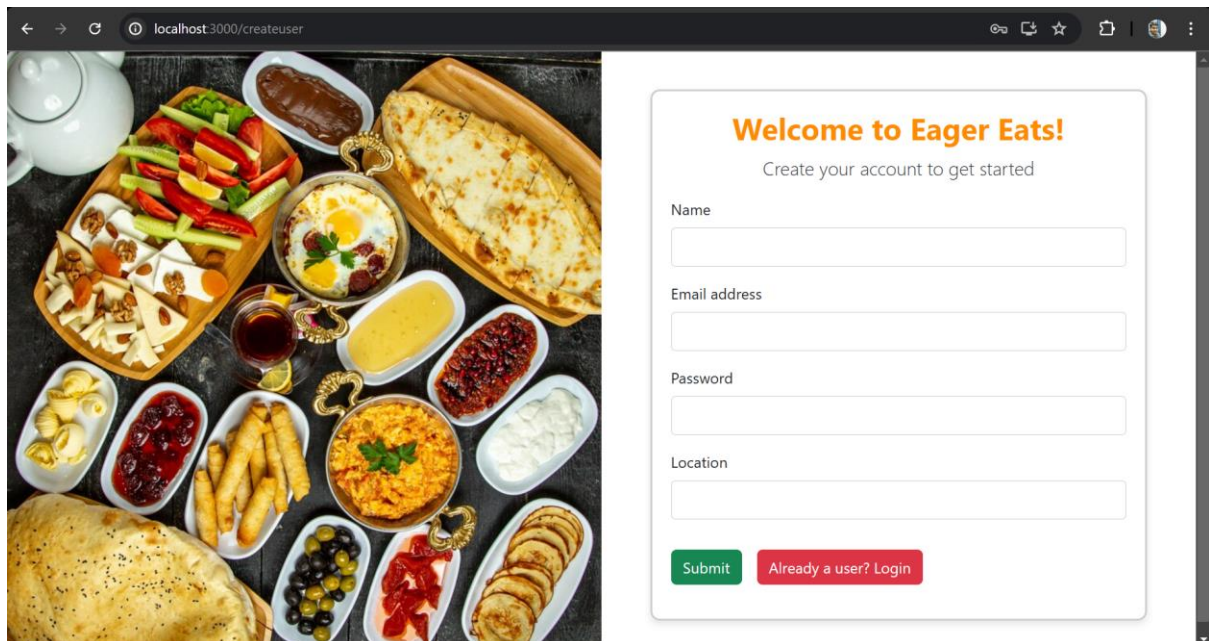 localhost:3000/createuser
Welcome to Eager Eats!
Create your account to get started
Name
Email address
Password
Location
Submit
Already a user? Login